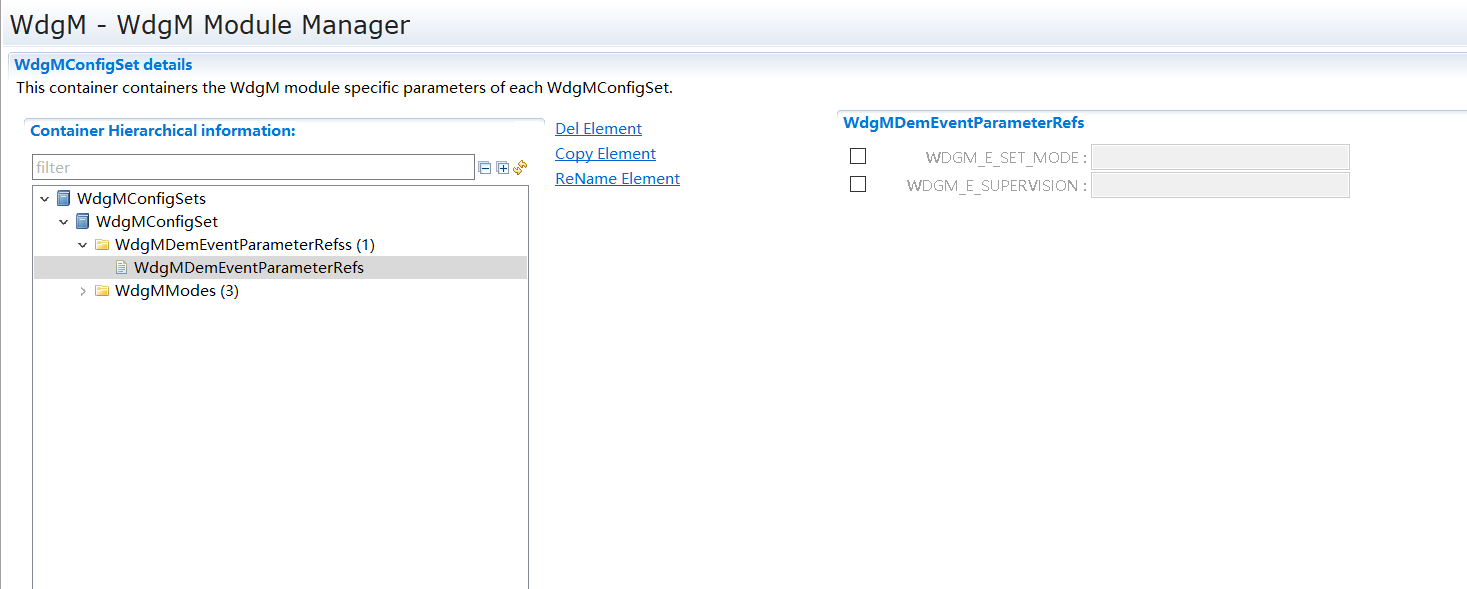 WdgM - WdgM Module Manager
WdgMConfigSet details
This container containers the WdgM module specific parameters of each WdgMConfigSet.
Container Hierarchical information:
filter
WdgMConfigSets
WdgMConfigSet
WdgMDemEventParameterRefss (1)
WdgMDemEventParameterRefs
WdgMModes (3)
Del Element
Copy Element
ReName Element
WdgMDemEventParameterRefs
WDGM_E_SET_MODE :
WDGM_E_SUPERVISION :